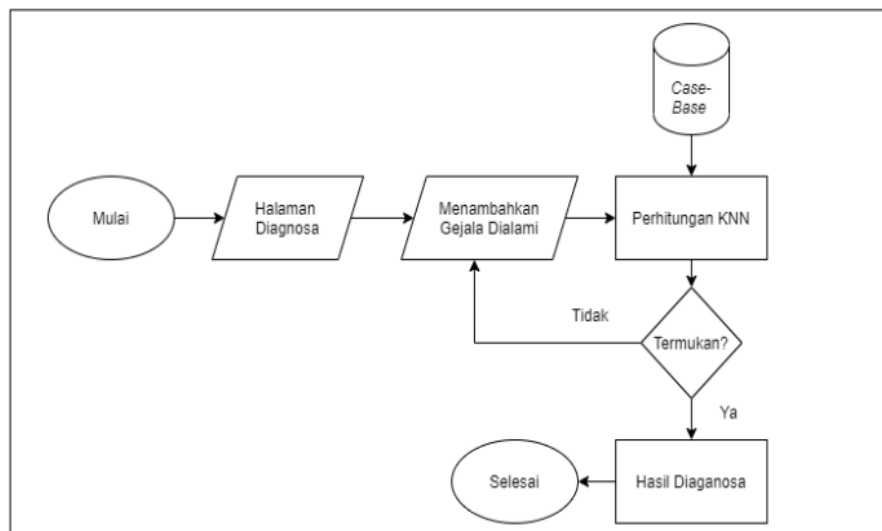 Case-
Base
Mulai
Halaman
Diagnosa
Menambahkan
Gejala Dialami
Perhitungan KNN
Tidak
Termukan?
Ya
Selesai
Hasil Diaganosa